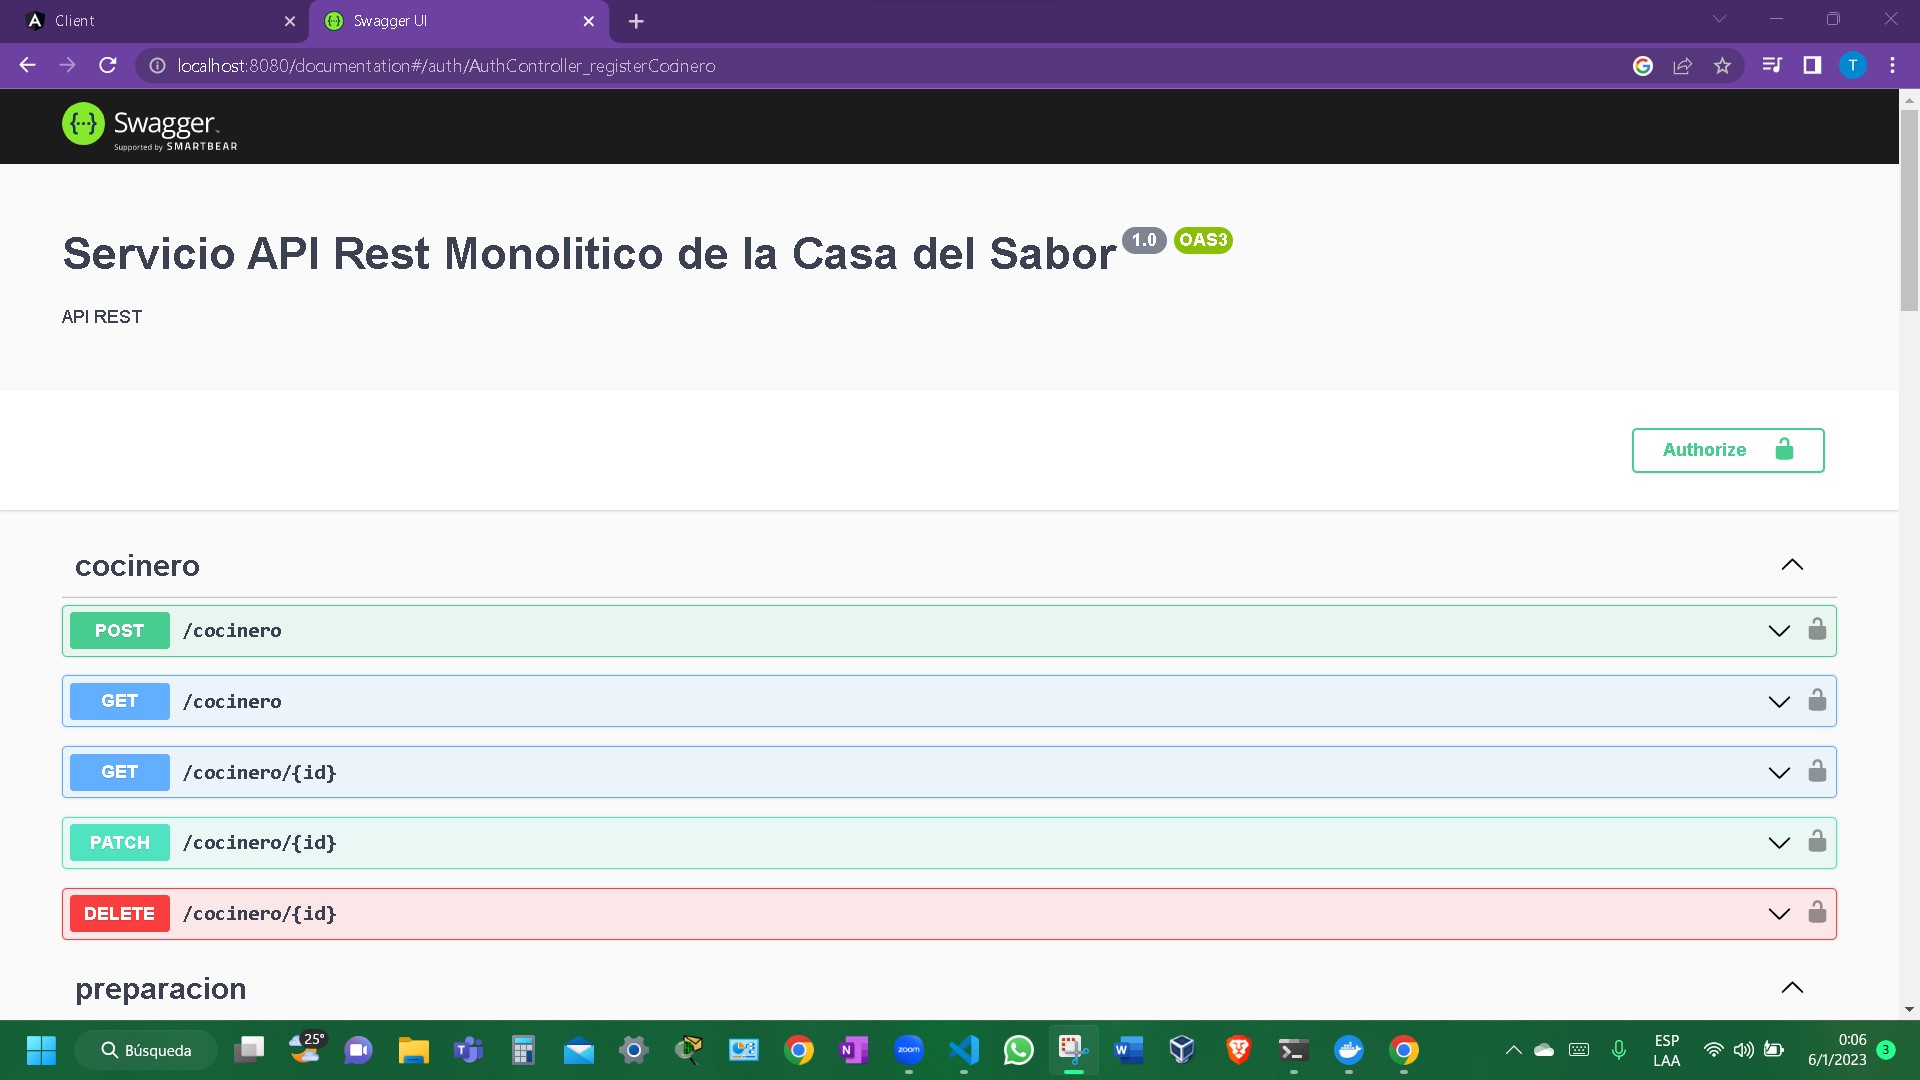 Client
Swagger UI
localhost:8080/documentation#/auth/AuthController_registerCocinero
T
Swagger
Supported by SMARTBEAR
Servicio API Rest Monolitico de la Casa del Sabor 1.0 OAS3
API REST
Authorize
cocinero
POST /cocinero
GET /cocinero
GET /cocinero/{id}
PATCH /cocinero/{id}
DELETE /cocinero/{id}
preparacion
Búsqueda
25°
zoom
ESP
LAA
0:06
6/1/2023
3